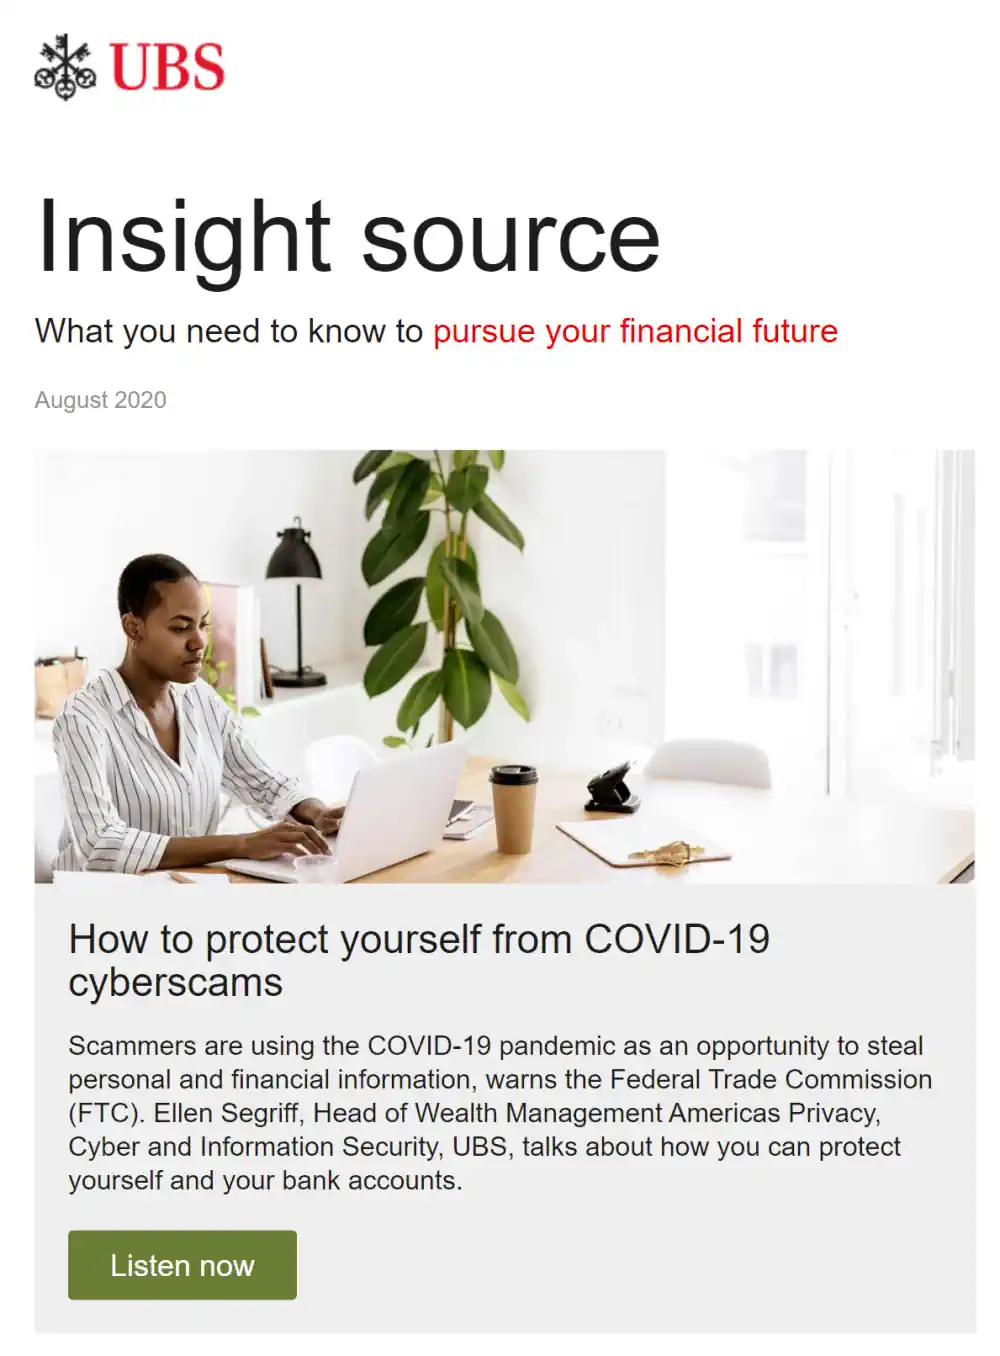 UBS
Insight source
What you need to know to pursue your financial future
August 2020
How to protect yourself from COVID-19
cyberscams
Scammers are using the COVID-19 pandemic as an opportunity to steal
personal and financial information, warns the Federal Trade Commission
(FTC). Ellen Segriff, Head of Wealth Management Americas Privacy,
Cyber and Information Security, UBS, talks about how you can protect
yourself and your bank accounts.
Listen now